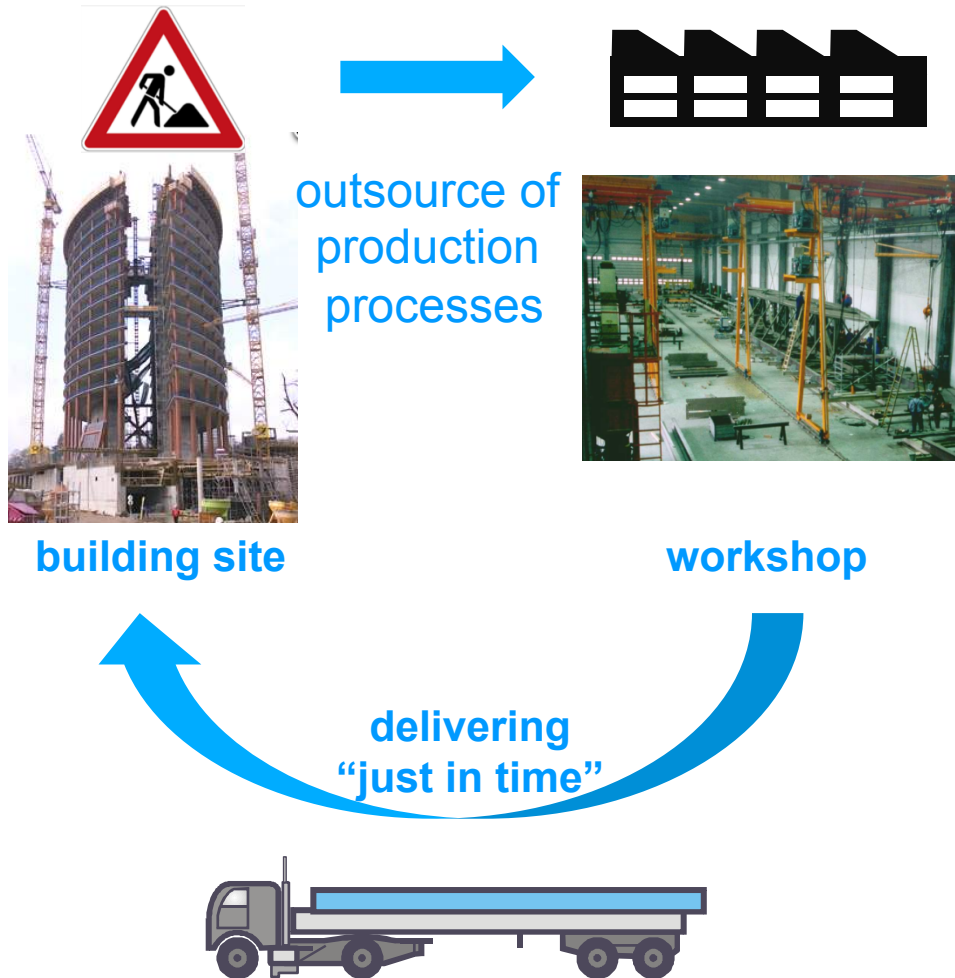 outsource of
production
processes
building site
workshop
delivering
“just in time”